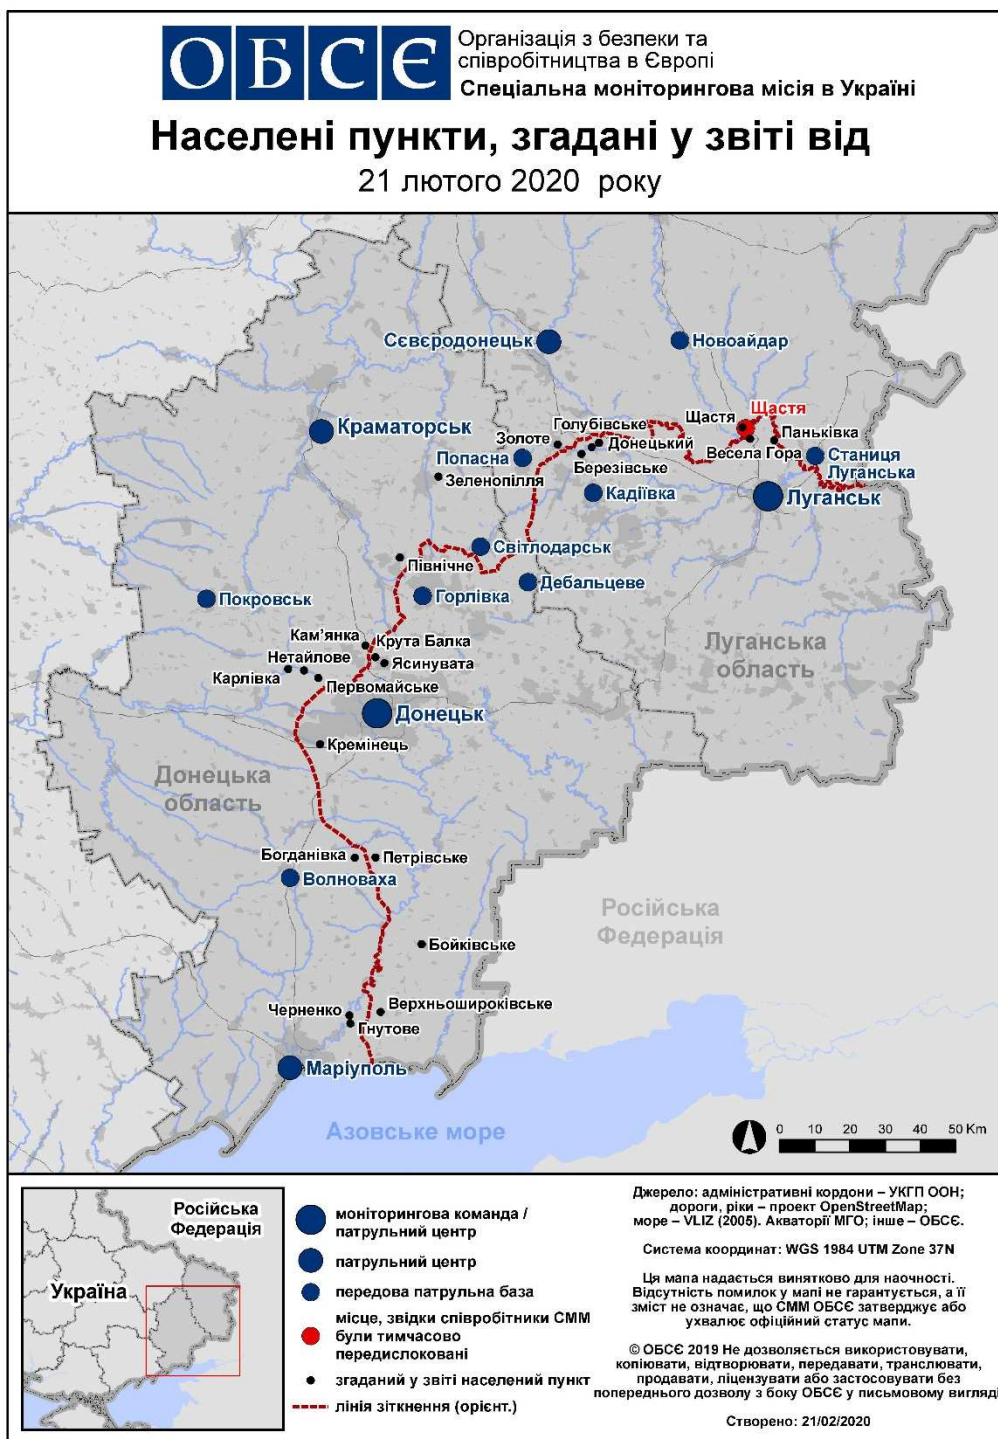 ОБСЄ
Організація з безпеки та
співробітництва в Європі
Спеціальна моніторингова місія в Україні
Населені пункти, згадані у звіті від
21 лютого 2020 року
Сєвєродонецьк
Новоайдар
Щастя
Щастя
Голубівське
Краматорськ
Золоте
Донецький
Паньківка
Весела Гора
Попасна
Березівське
Станиця
Луганська
Зеленопілля
Кадіївка
Луганськ
Світлодарськ
Північне
Дебальцеве
Покровськ
Горлівка
Кам’янка
Крута Балка
Луганська
область
Нетайлове
Ясинувата
Карлівка
Первомайське
Донецьк
Кремінець
Донецька
область
Богданівка
Петрівське
Волноваха
Російська
Федерація
Бойківське
Верхньошироківське
Черненко
Гнутове
Маріуполь
Азовське море
0 10 20 30 40 50 Km
Російська
Федерація
Україна
моніторингова команда /
патрульний центр
патрульний центр
передова патрульна база
місце, звідки співробітники СММ
були тимчасово
передислоковані
згаданий у звіті населений пункт
лінія зіткнення (орієнт.)
Джерело: адміністративні кордони – УКГП ООН;
дороги, ріки – проект OpenStreetMap;
море – VLIZ (2005). Акваторії МГО; інше – ОБСЄ.
Система координат: WGS 1984 UTM Zone 37N
Ця мапа надається винятково для наочності.
Відсутність помилок у мапі не гарантується, а її
зміст не означає, що СММ ОБСЄ затверджує або
ухвалює офіційний статус мапи.
© ОБСЄ 2019 Не дозволяється використовувати,
копіювати, відтворювати, передавати, транслювати,
продавати, ліцензувати або застосовувати без
попереднього дозволу з боку ОБСЄ у письмовому вигляді
Створено: 21/02/2020